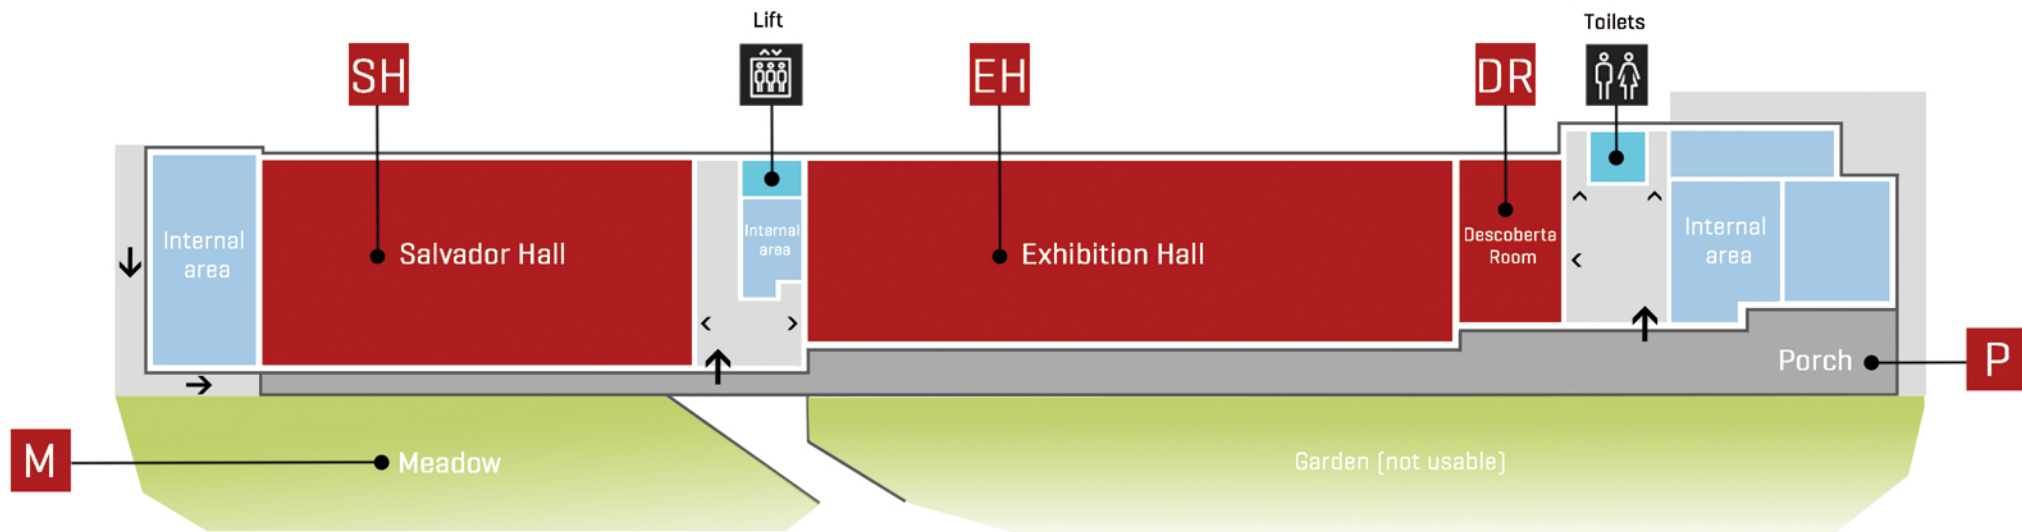 Lift
Toilets
SH
EH
DR
Internal
area
Salvador Hall
Internal
area
Exhibition Hall
Descoberta
Room
Internal
area
Porch
P
M
Meadow
Garden (not usable)